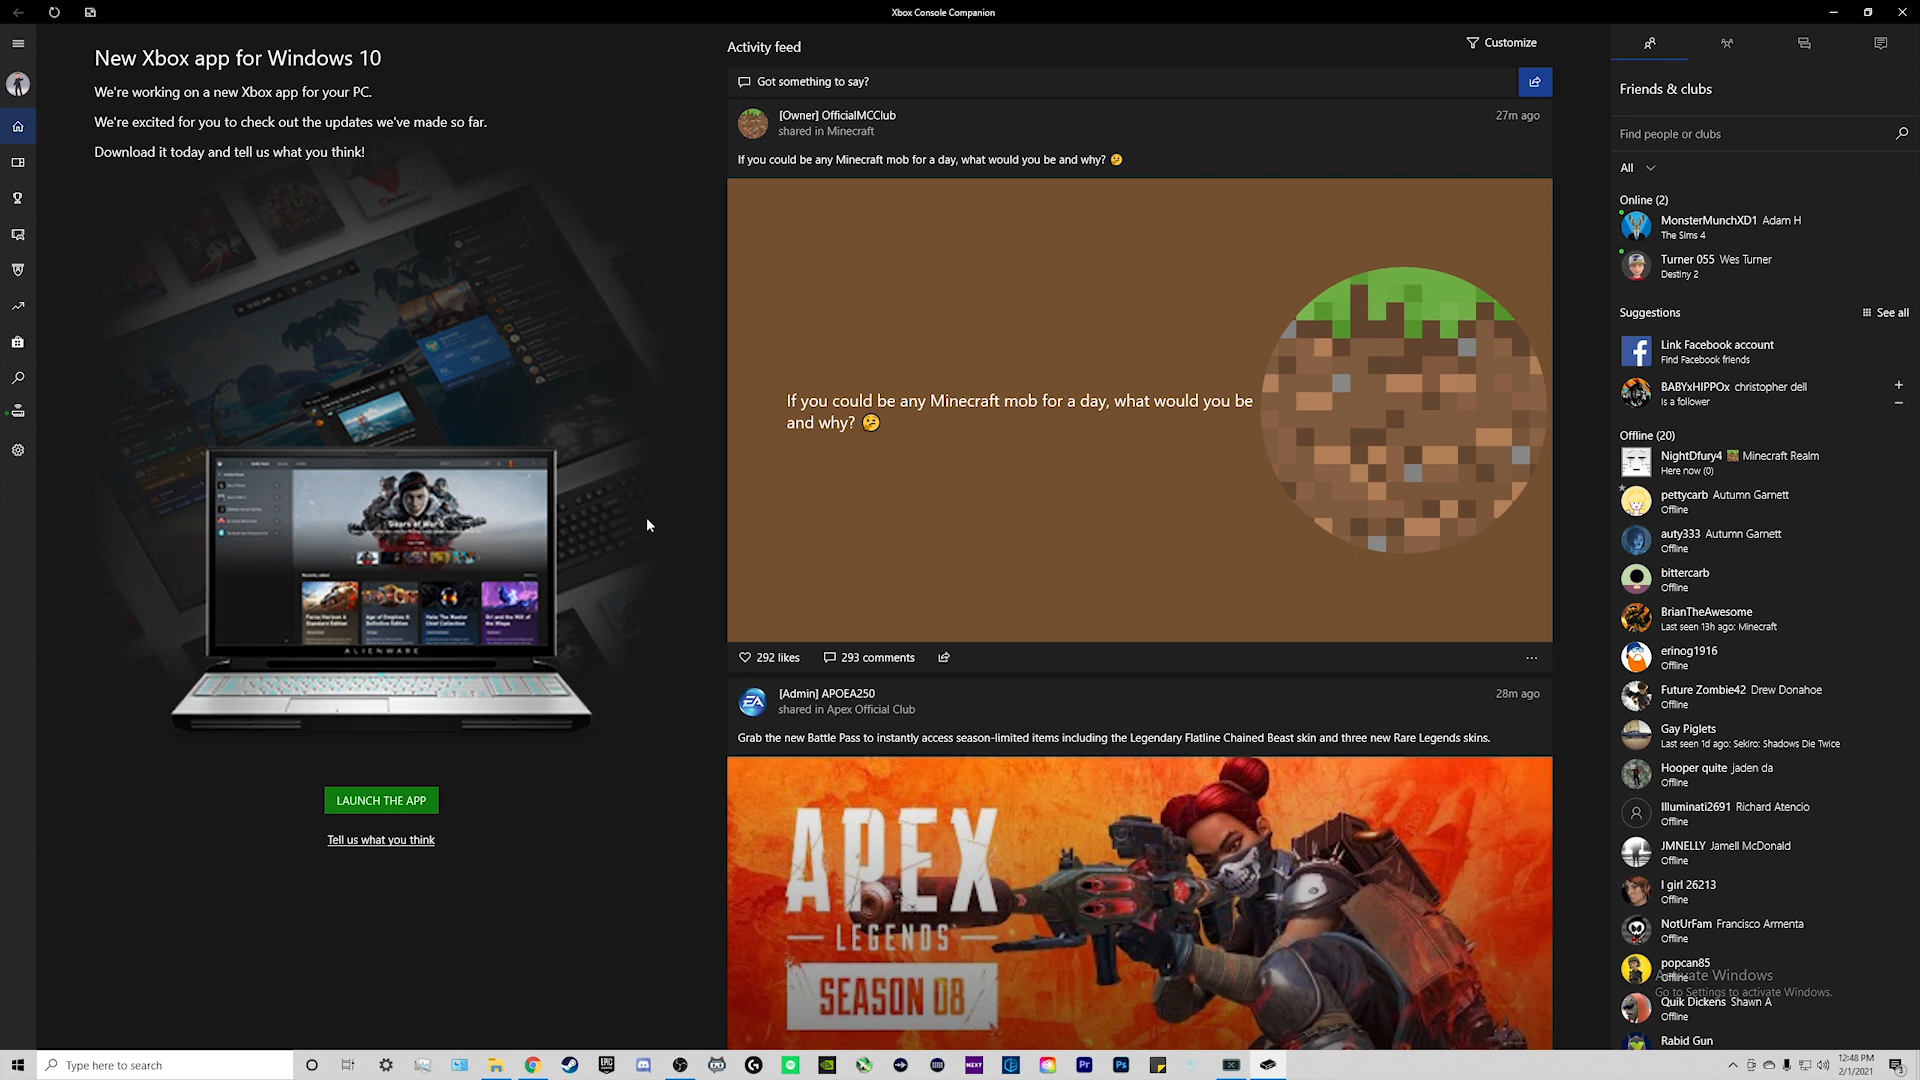 Xbox Console Companion
New Xbox app for Windows 10
We're working on a new Xbox app for your PC.
We're excited for you to check out the updates we've made so far.
Download it today and tell us what you think!
ALIENWARE
LAUNCH THE APP
Tell us what you think
Activity feed
Customize
Got something to say?
[Owner] OfficialMCClub
27m ago
shared in Minecraft
If you could be any Minecraft mob for a day, what would you be and why? 🤔
If you could be any Minecraft mob for a day, what would you be
and why? 🤔
292 likes
293 comments
[Admin] APOEA250
28m ago
shared in Apex Official Club
Grab the new Battle Pass to instantly access season-limited items including the Legendary Flatline Chained Beast skin and three new Rare Legends skins.
APEX
LEGENDS
SEASON 08
Friends & clubs
Find people or clubs
All
Online (2)
MonsterMunchXD1 Adam H
The Sims 4
Turner 055 Wes Turner
Destiny 2
Suggestions
See all
Link Facebook account
Find Facebook friends
BABYxHIPPOx christopher dell
Is a follower
Offline (20)
NightDfury4 Minecraft Realm
Here now (0)
pettycarb Autumn Garnett
Offline
auty333 Autumn Garnett
Offline
bittercarb
Offline
BrianTheAwesome
Last seen 13h ago: Minecraft
erinog1916
Offline
Future Zombie42 Drew Donahoe
Offline
Gay Piglets
Last seen 1d ago: Sekiro: Shadows Die Twice
Hooper quite jaden da
Offline
Illuminati2691 Richard Atencio
Offline
JMNELLY Jamell McDonald
Offline
I girl 26213
Offline
NotUrFam Francisco Armenta
Offline
popcan85
Offline
Activate Windows
Go to Settings to activate Windows.
Quik Dickens Shawn A
Offline
Rabid Gun
Type here to search
EPIC
GAMES
NZXT
Pr
Ps
12:48 PM
2/1/2021
3